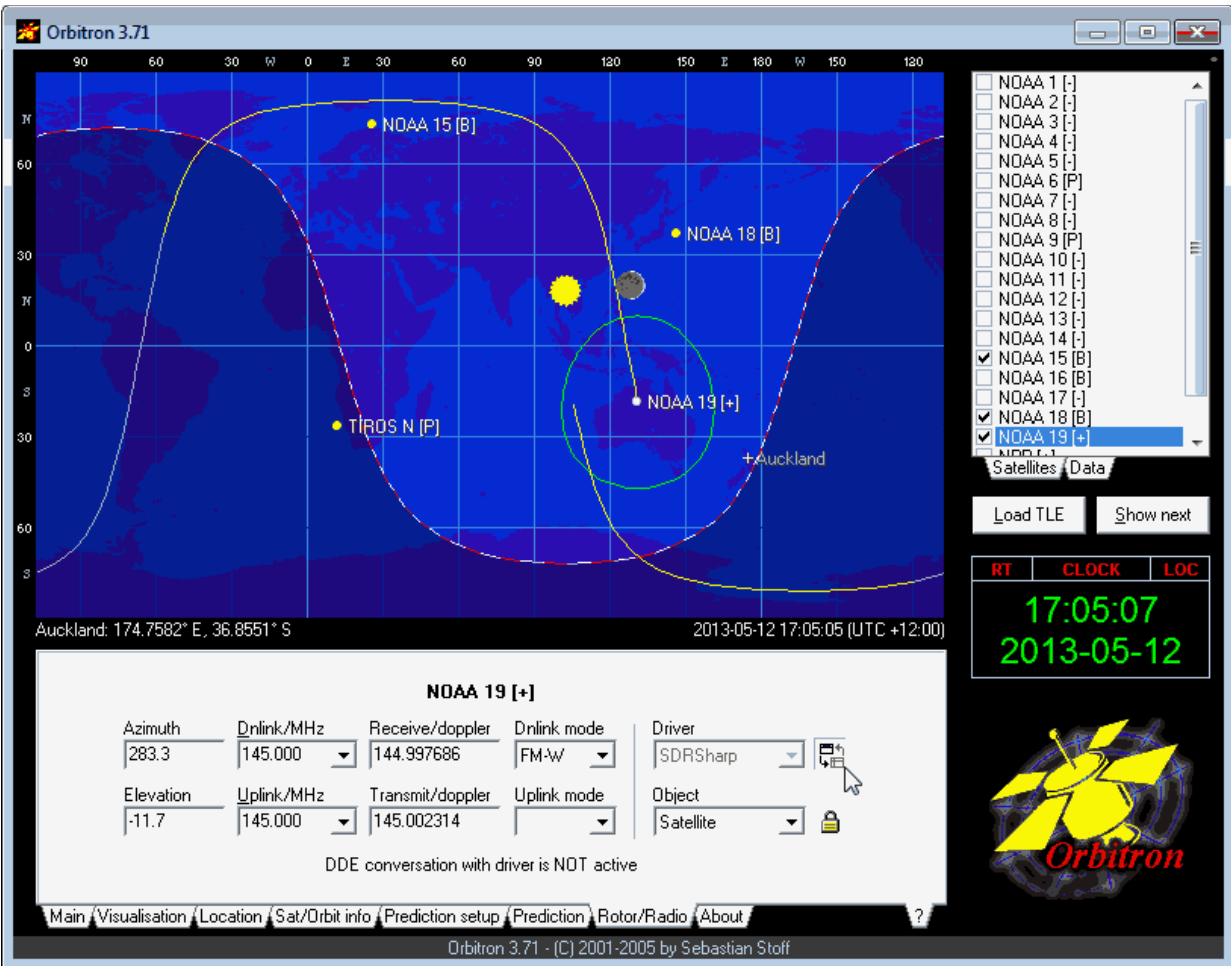 Orbitron 3.71
90 60 30 W 0 E 30 60 90 120 150 E 180 W 150 120
N
60
30
N
0
S
30
60
S
NOAA 15 [B]
NOAA 18 [B]
NOAA 19 [+]
TIROS N [P]
Auckland
Auckland: 174.7582° E, 36.8551° S
2013-05-12 17:05:05 (UTC +12:00)
NOAA 1 [-]
NOAA 2 [-]
NOAA 3 [-]
NOAA 4 [-]
NOAA 5 [-]
NOAA 6 [P]
NOAA 7 [-]
NOAA 8 [-]
NOAA 9 [P]
NOAA 10 [-]
NOAA 11 [-]
NOAA 12 [-]
NOAA 13 [-]
NOAA 14 [-]
NOAA 15 [B]
NOAA 16 [B]
NOAA 17 [-]
NOAA 18 [B]
NOAA 19 [+]
Satellites Data
Load TLE Show next
RT CLOCK LOC
17:05:07
2013-05-12
Orbitron
NOAA 19 [+]
Azimuth Dnlink/MHz Receive/doppler Dnlink mode Driver
283.3 145.000 144.997686 FM-W SDRSharp
Elevation Uplink/MHz Transmit/doppler Uplink mode Object
-11.7 145.000 145.002314 Satellite
DDE conversation with driver is NOT active
Main Visualisation Location Sat/Orbit info Prediction setup Prediction Rotor/Radio About ?
Orbitron 3.71 - (C) 2001-2005 by Sebastian Stoff